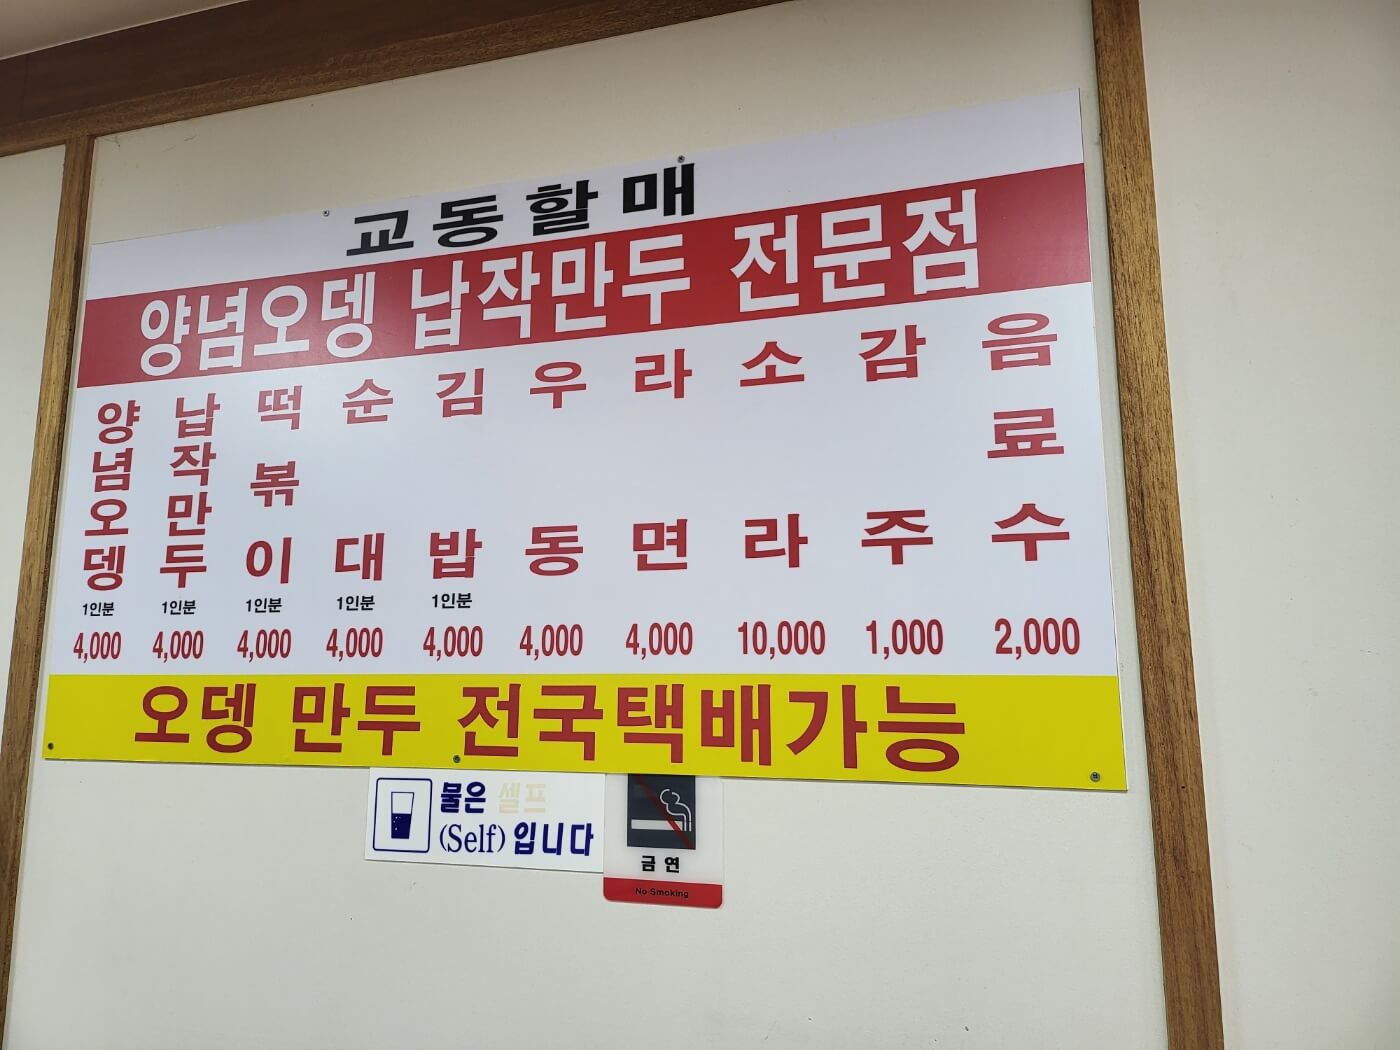 교동할매
양념오뎅 납작만두 전문점
양념오뎅 1인분 4,000
납작만두 1인분 4,000
떡볶이 1인분 4,000
순대 1인분 4,000
김밥 1인분 4,000
우동 4,000
라면 4,000
소라 10,000
감주 1,000
음료수 2,000
오뎅 만두 전국택배가능
물은 셀프
(Self) 입니다
금연
No Smoking